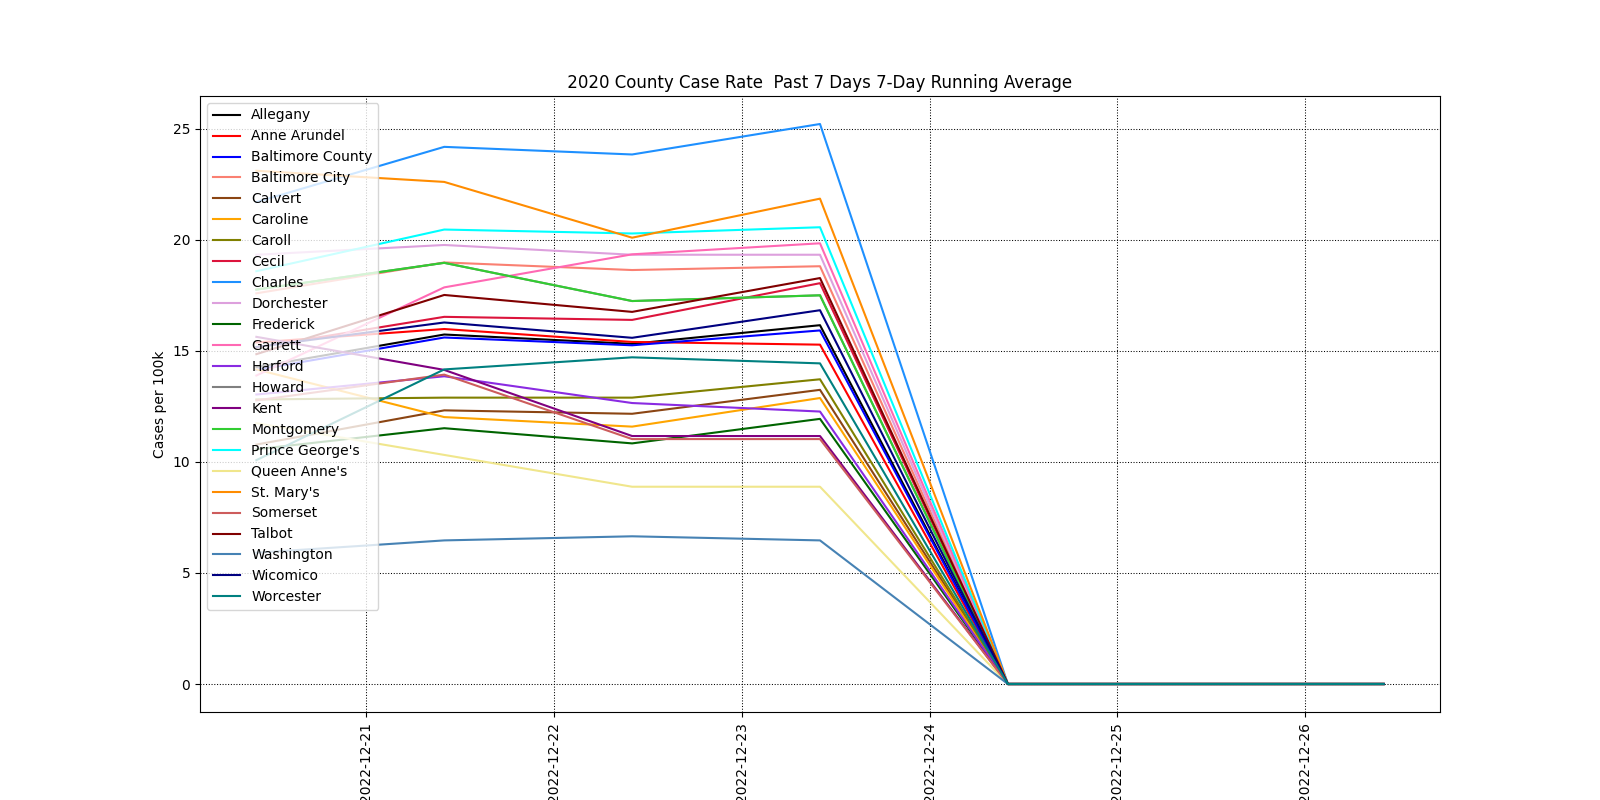 2020 County Case Rate  Past 7 Days 7-Day Running Average
Cases per 100k
25
20
15
10
5
0
Allegany
Anne Arundel
Baltimore County
Baltimore City
Calvert
Caroline
Caroll
Cecil
Charles
Dorchester
Frederick
Garrett
Harford
Howard
Kent
Montgomery
Prince George's
Queen Anne's
St. Mary's
Somerset
Talbot
Washington
Wicomico
Worcester
2022-12-21
2022-12-22
2022-12-23
2022-12-24
2022-12-25
2022-12-26